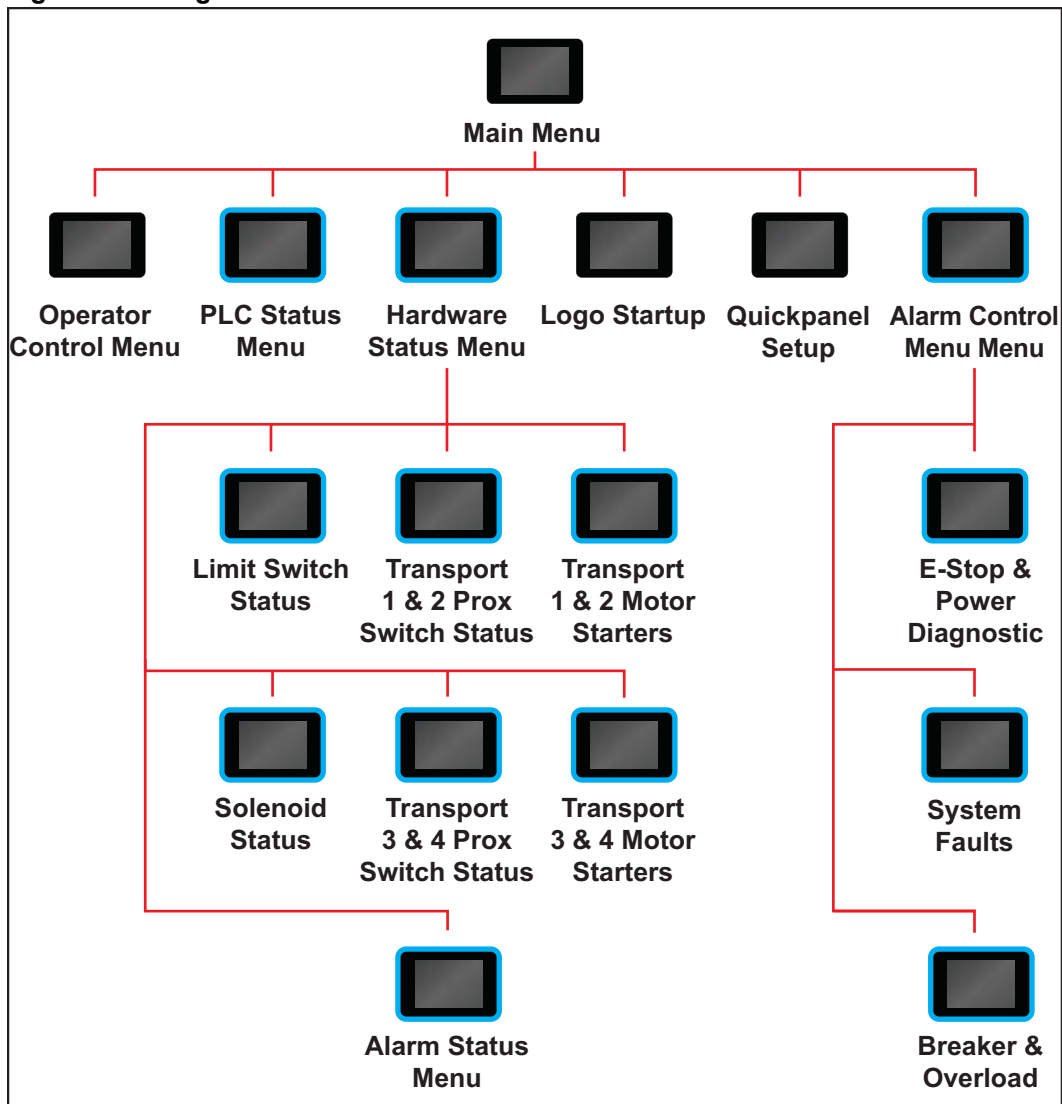 Main Menu
Operator
Control Menu
PLC Status
Menu
Hardware
Status Menu
Logo Startup
Quickpanel
Setup
Alarm Control
Menu Menu
Limit Switch
Status
Transport
1 & 2 Prox
Switch Status
Transport
1 & 2 Motor
Starters
E-Stop &
Power
Diagnostic
Solenoid
Status
Transport
3 & 4 Prox
Switch Status
Transport
3 & 4 Motor
Starters
System
Faults
Alarm Status
Menu
Breaker &
Overload